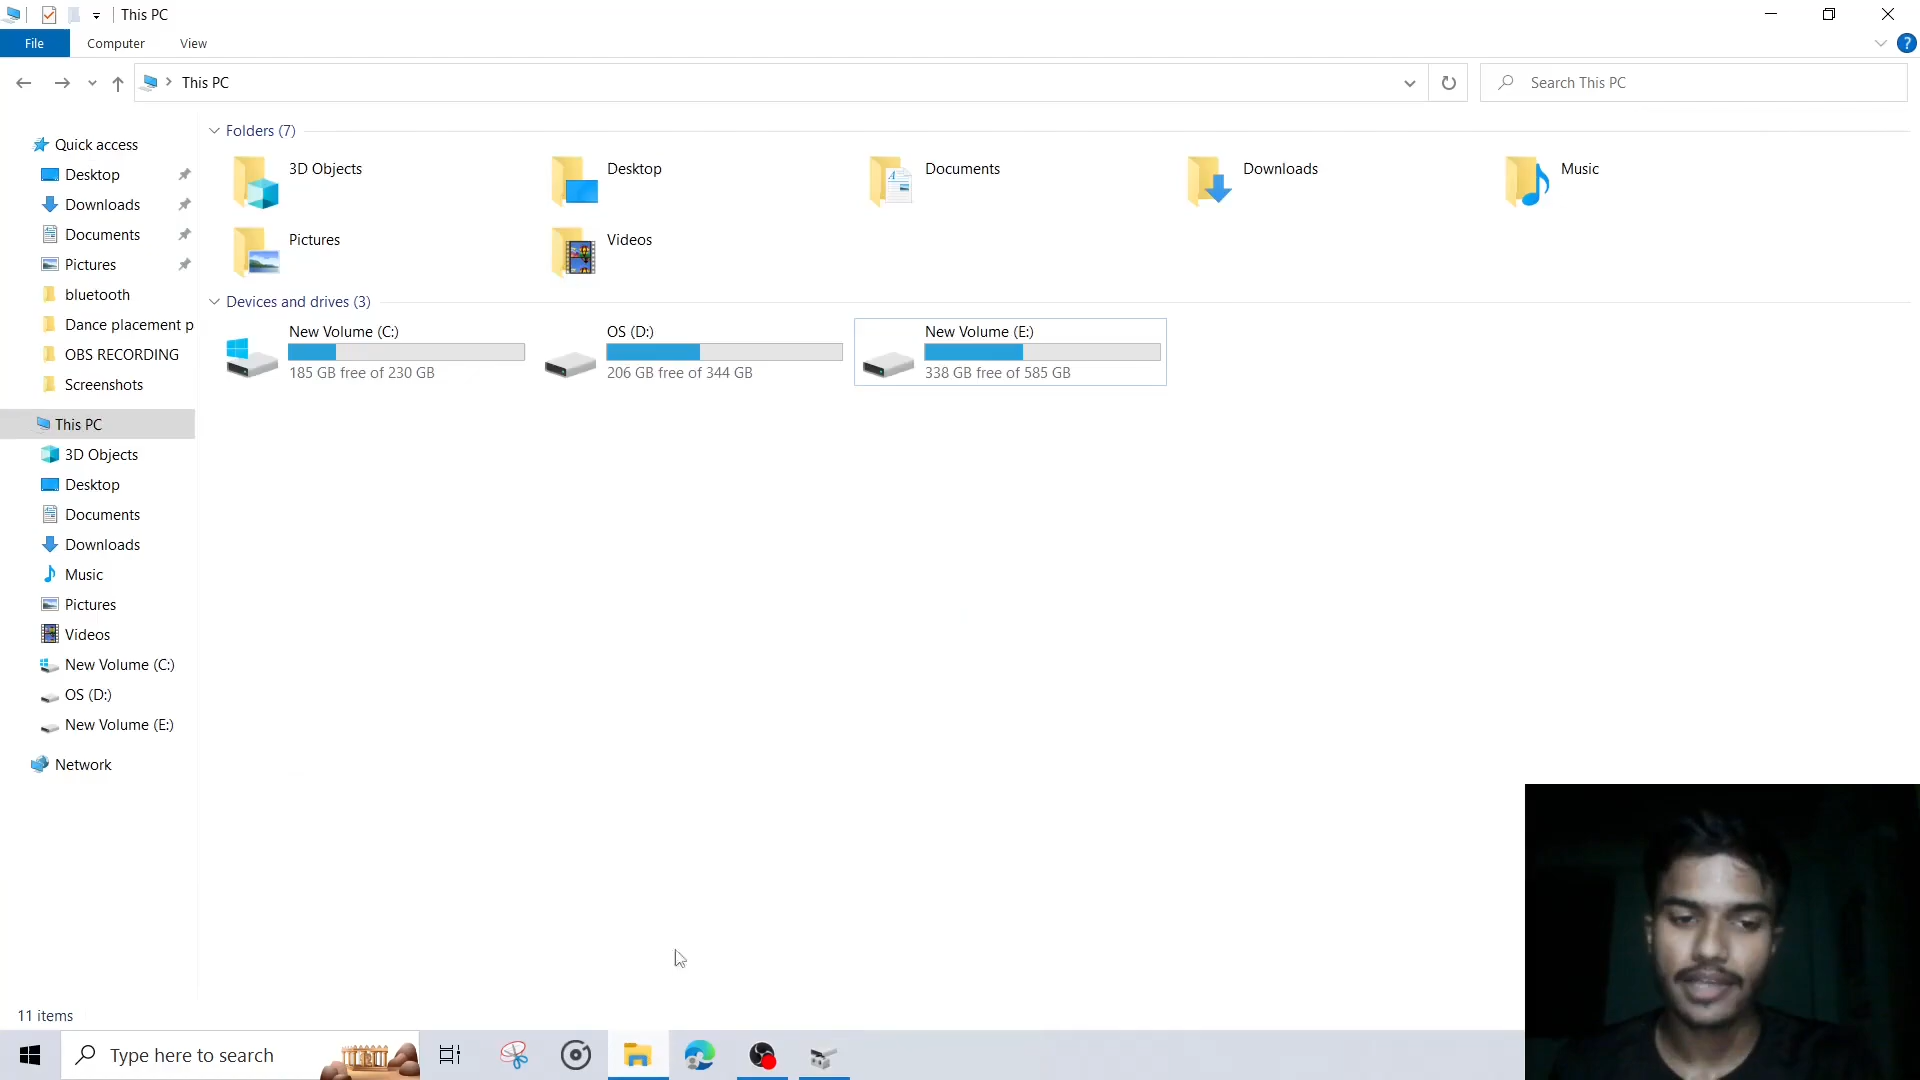 This PC
File
Computer
View
This PC
Search This PC
Quick access
Desktop
Downloads
Documents
Pictures
bluetooth
Dance placement p
OBS RECORDING
Screenshots
This PC
3D Objects
Desktop
Documents
Downloads
Music
Pictures
Videos
New Volume (C:)
OS (D:)
New Volume (E:)
Network
Folders (7)
3D Objects
Desktop
Documents
Downloads
Music
Pictures
Videos
Devices and drives (3)
New Volume (C:)
185 GB free of 230 GB
OS (D:)
206 GB free of 344 GB
New Volume (E:)
338 GB free of 585 GB
11 items
Type here to search